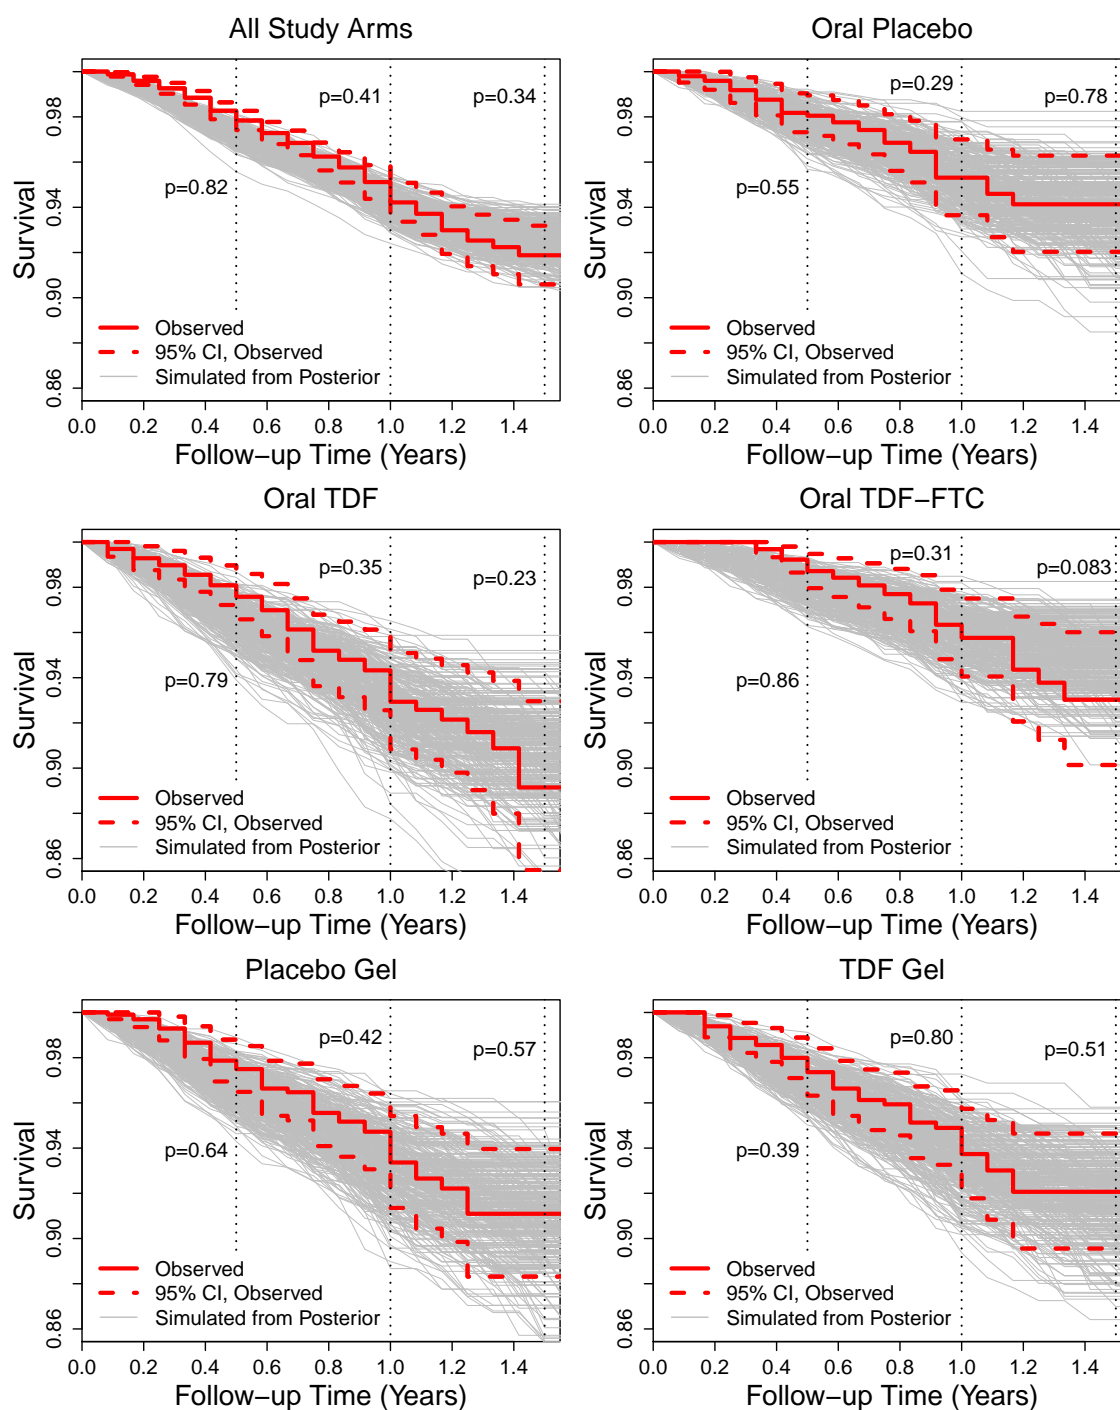 All Study Arms
p=0.41
p=0.34
p=0.82
Survival
0.98
0.94
0.90
0.86
Observed
95% CI, Observed
Simulated from Posterior
0.0 0.2 0.4 0.6 0.8 1.0 1.2 1.4
Follow−up Time (Years)
Oral Placebo
p=0.29
p=0.78
p=0.55
Survival
0.98
0.94
0.90
0.86
Observed
95% CI, Observed
Simulated from Posterior
0.0 0.2 0.4 0.6 0.8 1.0 1.2 1.4
Follow−up Time (Years)
Oral TDF
p=0.35
p=0.23
p=0.79
Survival
0.98
0.94
0.90
0.86
Observed
95% CI, Observed
Simulated from Posterior
0.0 0.2 0.4 0.6 0.8 1.0 1.2 1.4
Follow−up Time (Years)
Oral TDF−FTC
p=0.31
p=0.083
p=0.86
Survival
0.98
0.94
0.90
0.86
Observed
95% CI, Observed
Simulated from Posterior
0.0 0.2 0.4 0.6 0.8 1.0 1.2 1.4
Follow−up Time (Years)
Placebo Gel
p=0.42
p=0.57
p=0.64
Survival
0.98
0.94
0.90
0.86
Observed
95% CI, Observed
Simulated from Posterior
0.0 0.2 0.4 0.6 0.8 1.0 1.2 1.4
Follow−up Time (Years)
TDF Gel
p=0.80
p=0.51
p=0.39
Survival
0.98
0.94
0.90
0.86
Observed
95% CI, Observed
Simulated from Posterior
0.0 0.2 0.4 0.6 0.8 1.0 1.2 1.4
Follow−up Time (Years)